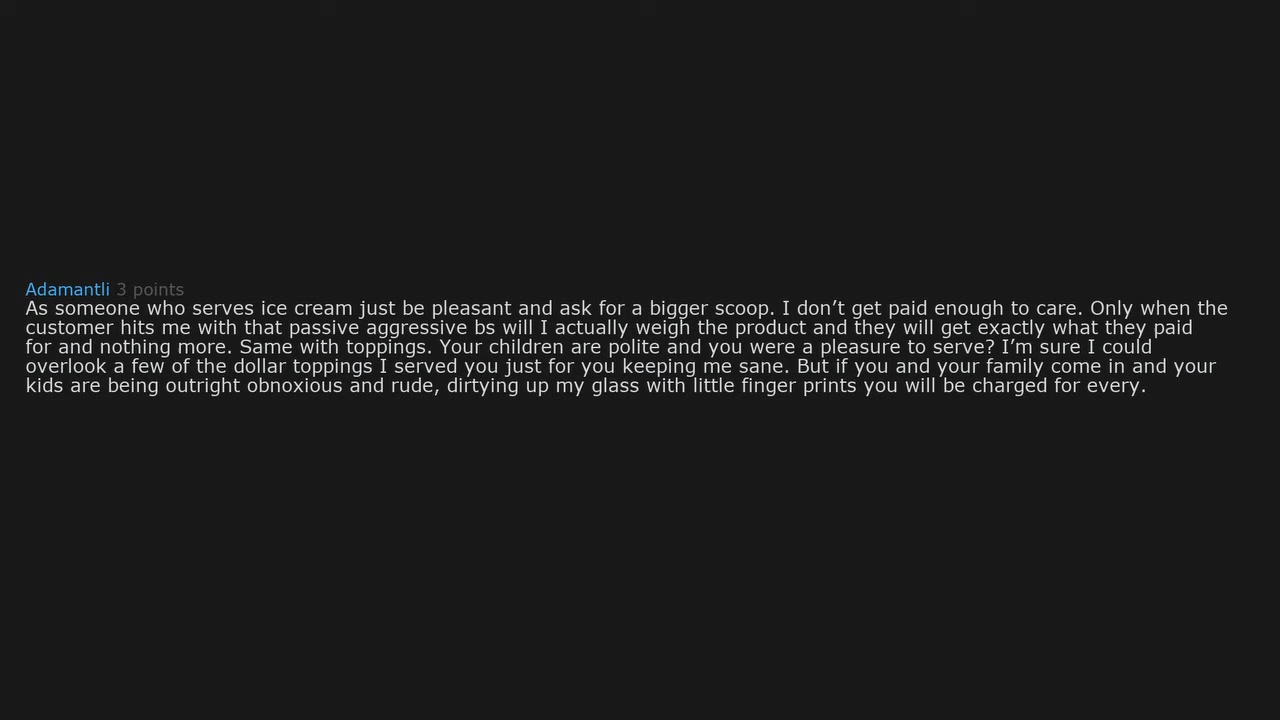 Adamantli 3 points
As someone who serves ice cream just be pleasant and ask for a bigger scoop. I don’t get paid enough to care. Only when the
customer hits me with that passive aggressive bs will I actually weigh the product and they will get exactly what they paid
for and nothing more. Same with toppings. Your children are polite and you were a pleasure to serve? I’m sure I could
overlook a few of the dollar toppings I served you just for you keeping me sane. But if you and your family come in and your
kids are being outright obnoxious and rude, dirtying up my glass with little finger prints you will be charged for every.